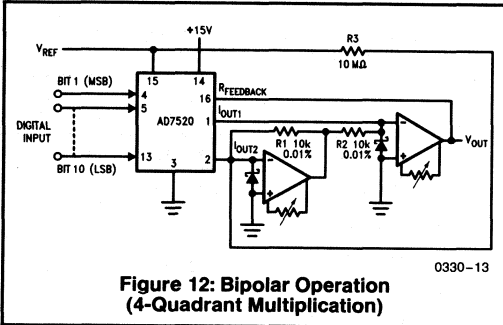 +15V
R3
10 MΩ
VREF
BIT 1 (MSB)
DIGITAL
INPUT
BIT 10 (LSB)
15
14
4
5
13
AD7520
16
1
2
3
RFEEDBACK
IOUT1
IOUT2
R1 10k
0.01%
R2 10k
0.01%
VOUT
0330–13
Figure 12: Bipolar Operation
(4-Quadrant Multiplication)